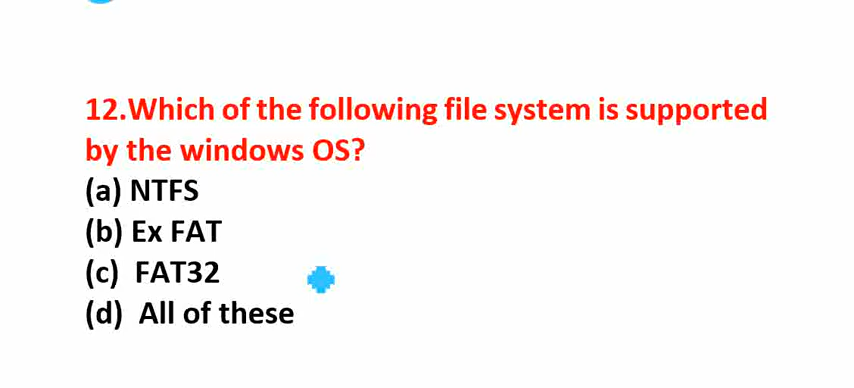 12.Which of the following file system is supported
by the windows OS?
(a) NTFS
(b) Ex FAT
(c) FAT32
(d) All of these